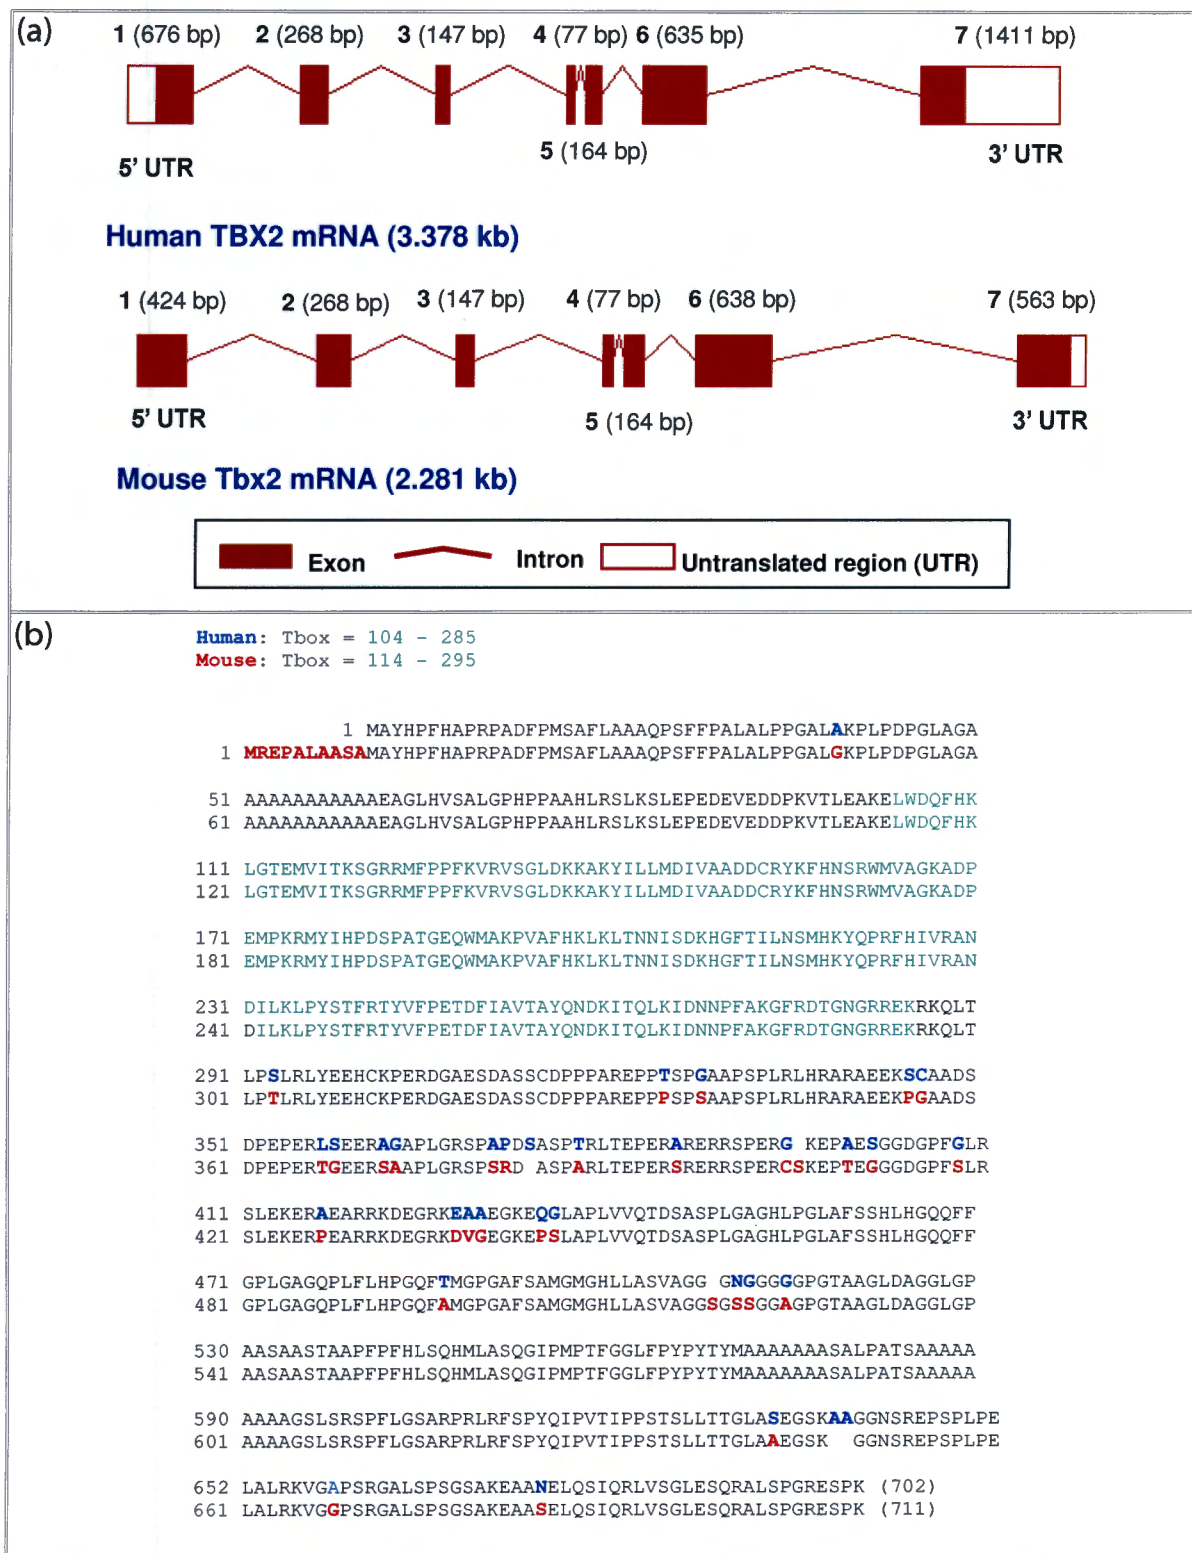 (a)
1 (676 bp) 2 (268 bp) 3 (147 bp) 4 (77 bp) 6 (635 bp) 7 (1411 bp)
5 (164 bp)
5' UTR 3' UTR
Human TBX2 mRNA (3.378 kb)
1 (424 bp) 2 (268 bp) 3 (147 bp) 4 (77 bp) 6 (638 bp) 7 (563 bp)
5' UTR 5 (164 bp) 3' UTR
Mouse Tbx2 mRNA (2.281 kb)
Exon Intron Untranslated region (UTR)
(b)
Human: Tbox = 104 - 285
Mouse: Tbox = 114 - 295
1 MAYHPFHAPRPADFPMSAFLAAAQPSFFPALALPPGALAKPLPDPGLAGA
1 MREPALAASAMAYHPFHAPRPADFPMSAFLAAAQPSFFPALALPPGALGKPLPDPGLAGA
51 AAAAAAAAAAAEAGLHVSALGPHPPAAHLRSLKSLEPEDEVEDDPKVTLEAKELWDQFHK
61 AAAAAAAAAAAEAGLHVSALGPHPPAAHLRSLKSLEPEDEVEDDPKVTLEAKELWDQFHK
111 LGTEMVITKSGRRMFPPFKVRVSGLDKKAKYILLMDIVAADDCRYKFHNSRWMVAGKADP
121 LGTEMVITKSGRRMFPPFKVRVSGLDKKAKYILLMDIVAADDCRYKFHNSRWMVAGKADP
171 EMPKRMYIHPDSPATGEQWMAKPVAFHKLKLTNNISDKHGFTILNSMHKYQPRFHIVRAN
181 EMPKRMYIHPDSPATGEQWMAKPVAFHKLKLTNNISDKHGFTILNSMHKYQPRFHIVRAN
231 DILKLPYSTFRTYVFPETDFIAVTAYQNDKITQLKIDNNPFAKGFRDTGNGRREKRKQLT
241 DILKLPYSTFRTYVFPETDFIAVTAYQNDKITQLKIDNNPFAKGFRDTGNGRREKRKQLT
291 LPSLRLYEEHCKPERDGAESDASSCDPPPAREPPTSPGAAPSPLRLHRARAEEKSCAADS
301 LPTLRLYEEHCKPERDGAESDASSCDPPPAREPPPSPSAAPSPLRLHRARAEEKPGAADS
351 DPEPERLSEERAGAPLGRSPAPDSASPTRLTEPERARERRSPERG KEPAESGGDGPFGLR
361 DPEPERTGEERSAAPLGRSPSRD ASPARLTEPERSRERRSPERCSKEPTEGGGDGPFSLR
411 SLEKERAEARRKDEGRKEAAEGKEQGLAPLVVQTDSASPLGAGHLPGLAFSSHLHGQQFF
421 SLEKERPEARRKDEGRKDVGEGKEPSLAPLVVQTDSASPLGAGHLPGLAFSSHLHGQQFF
471 GPLGAGQPLFLHPGQFTMGPGAFSAMGMGHLLASVAGG GNGGGGGPGTAAGLDAGGLGP
481 GPLGAGQPLFLHPGQFAMGPGAFSAMGMGHLLASVAGGSGSSGGAGPGTAAGLDAGGLGP
530 AASAASTAAPFPFHLSQHMLASQGIPMPTFGGLFPYPYTYMAAAAAAASALPATSAAAAA
541 AASAASTAAPFPFHLSQHMLASQGIPMPTFGGLFPYPYTYMAAAAAAASALPATSAAAAA
590 AAAAGSLSRSPFLGSARPRLRFSPYQIPVTIPPSTSLLTTGLASEGSKAAGGNSREPSPLPE
601 AAAAGSLSRSPFLGSARPRLRFSPYQIPVTIPPSTSLLTTGLAAEGSK GGNSREPSPLPE
652 LALRKVGAPSRGALSPSGSAKEAANELQSIQRLVSGLESQRALSPGRESPK (702)
661 LALRKVGGPSRGALSPSGSAKEAASELQSIQRLVSGLESQRALSPGRESPK (711)